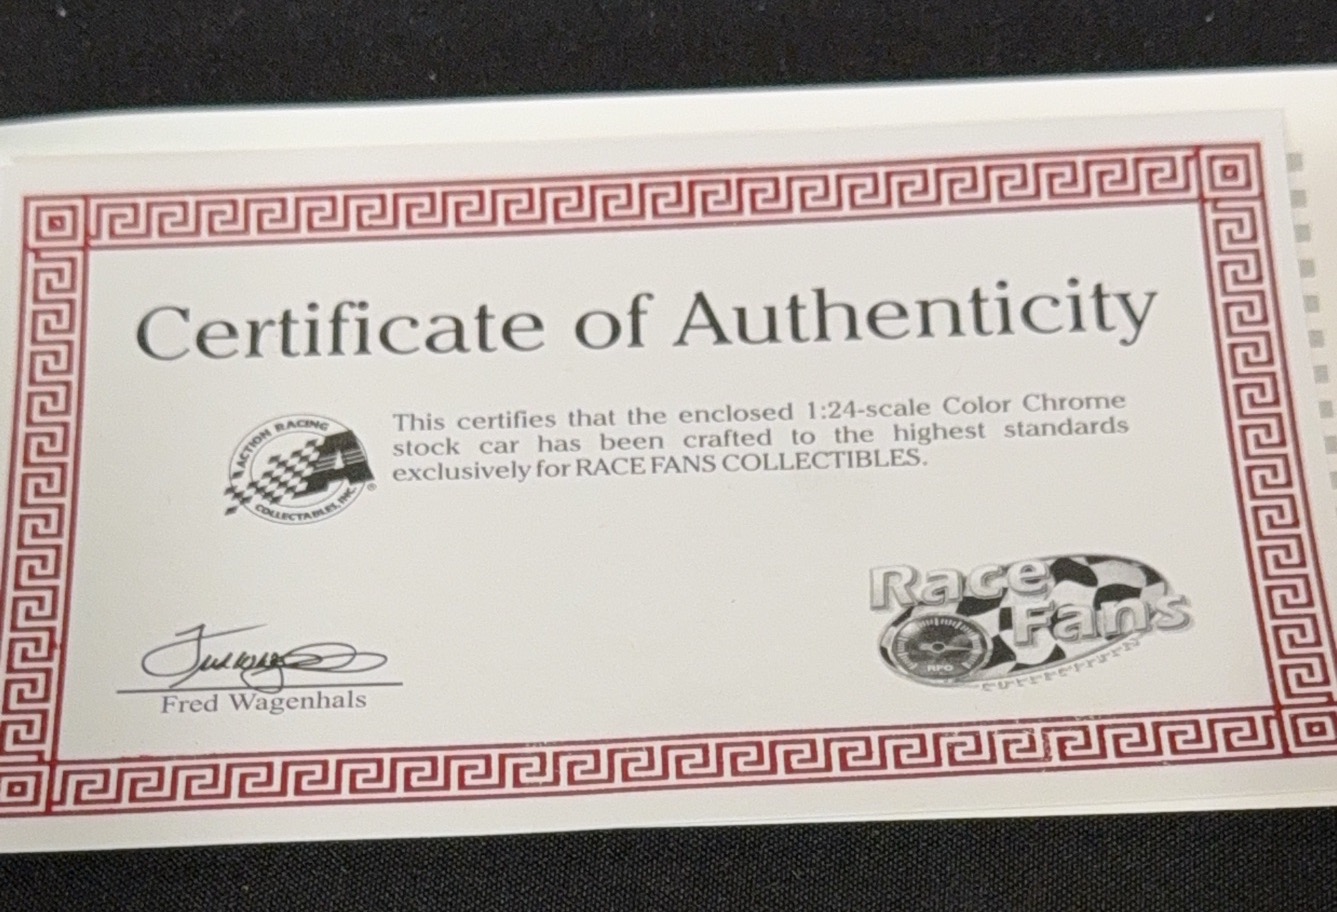 Certificate of Authenticity
ACTION RACING
A
COLLECTABLES, INC.
®
This certifies that the enclosed 1:24-scale Color Chrome
stock car has been crafted to the highest standards
exclusively for RACE FANS COLLECTIBLES.
Race
Fans
Fred Wagenhals